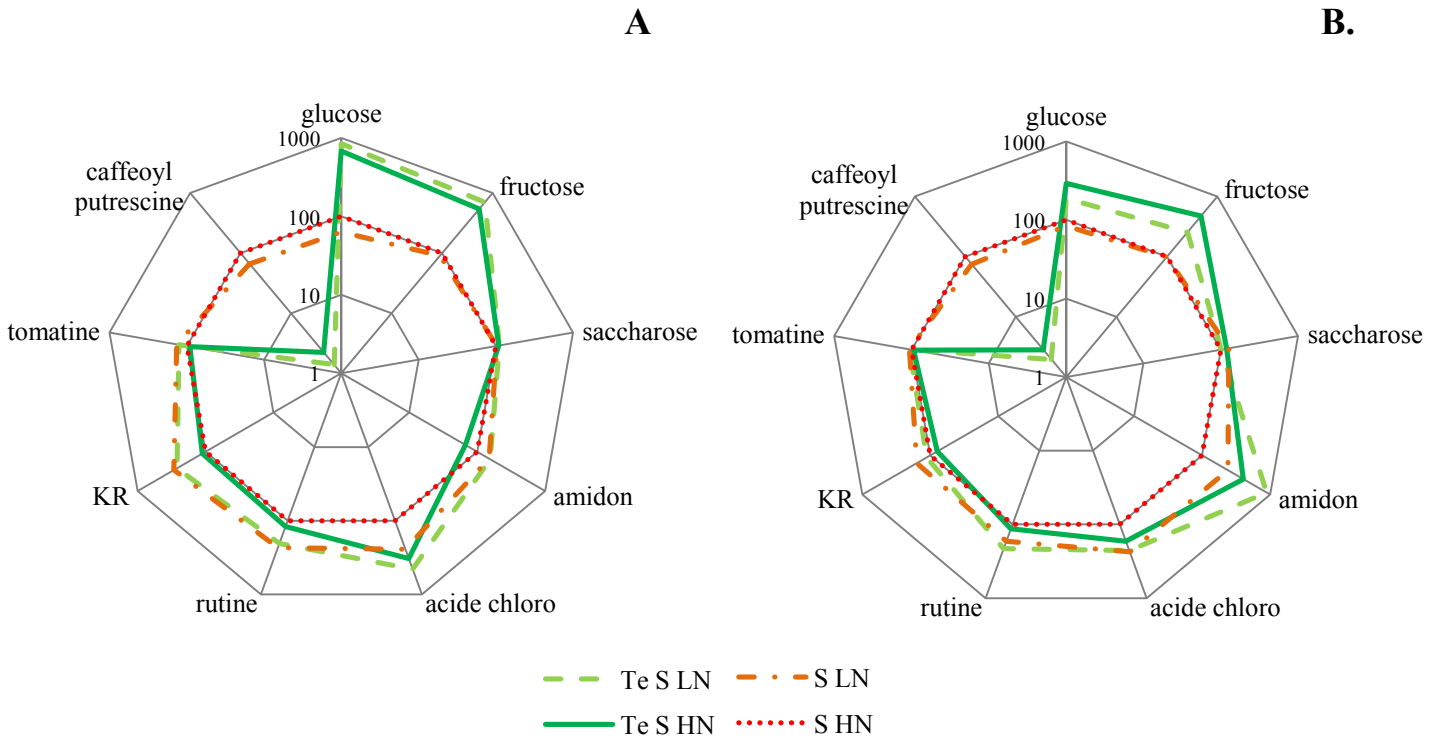 A
B.
glucose
1000
caffeoyl
putrescine
fructose
100
10
tomatine
saccharose
1
KR
amidon
rutine
acide chloro
glucose
1000
caffeoyl
putrescine
fructose
100
10
tomatine
saccharose
1
KR
amidon
rutine
acide chloro
Te S LN
S LN
Te S HN
S HN